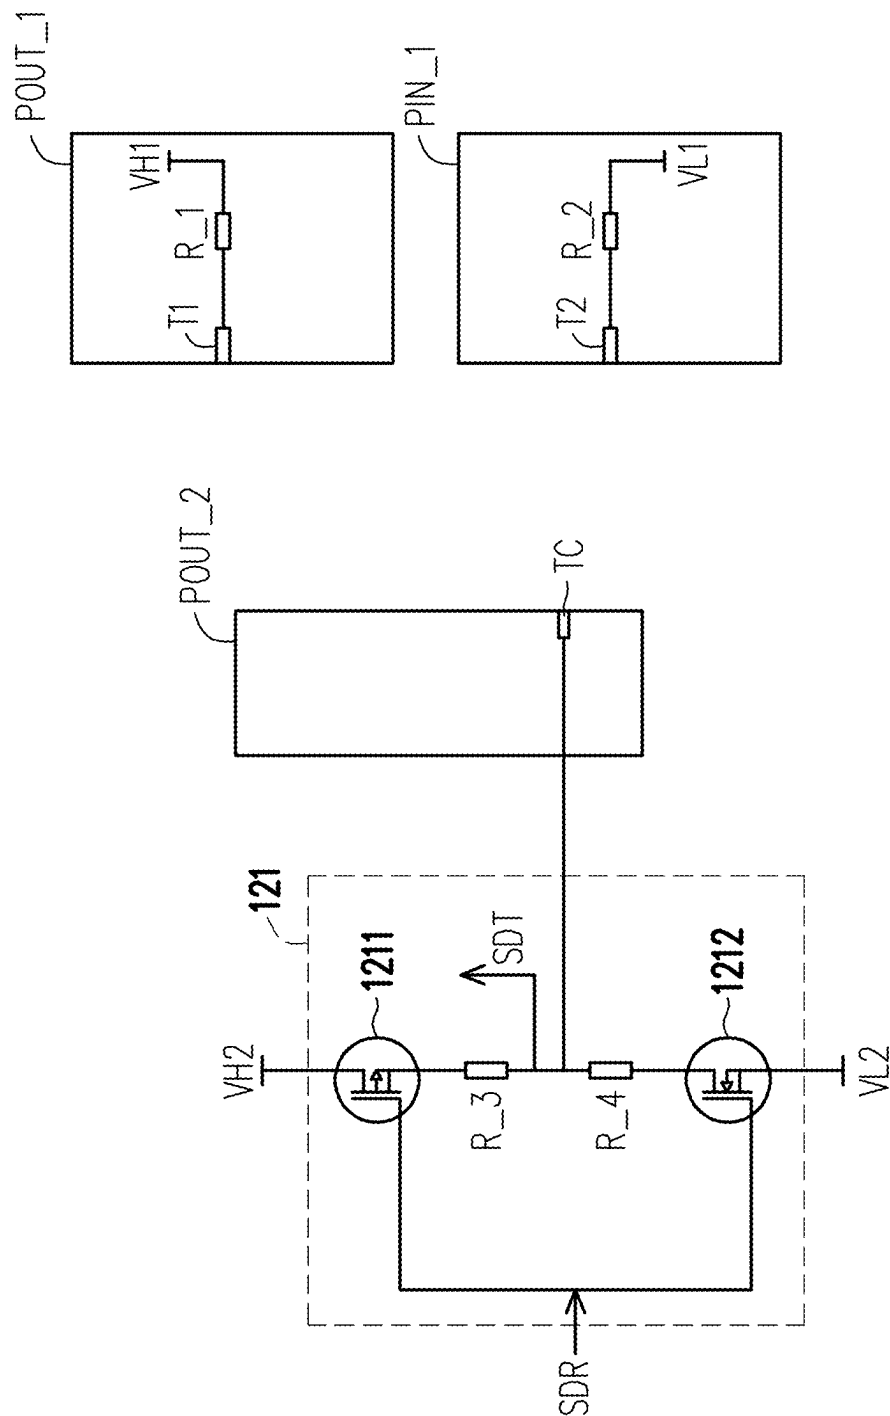 POUT_1
VH1
R_1
T1
PIN_1
VL1
R_2
T2
POUT_2
TC
121
1211
SDT
1212
VH2
R_3
R_4
VL2
SDR